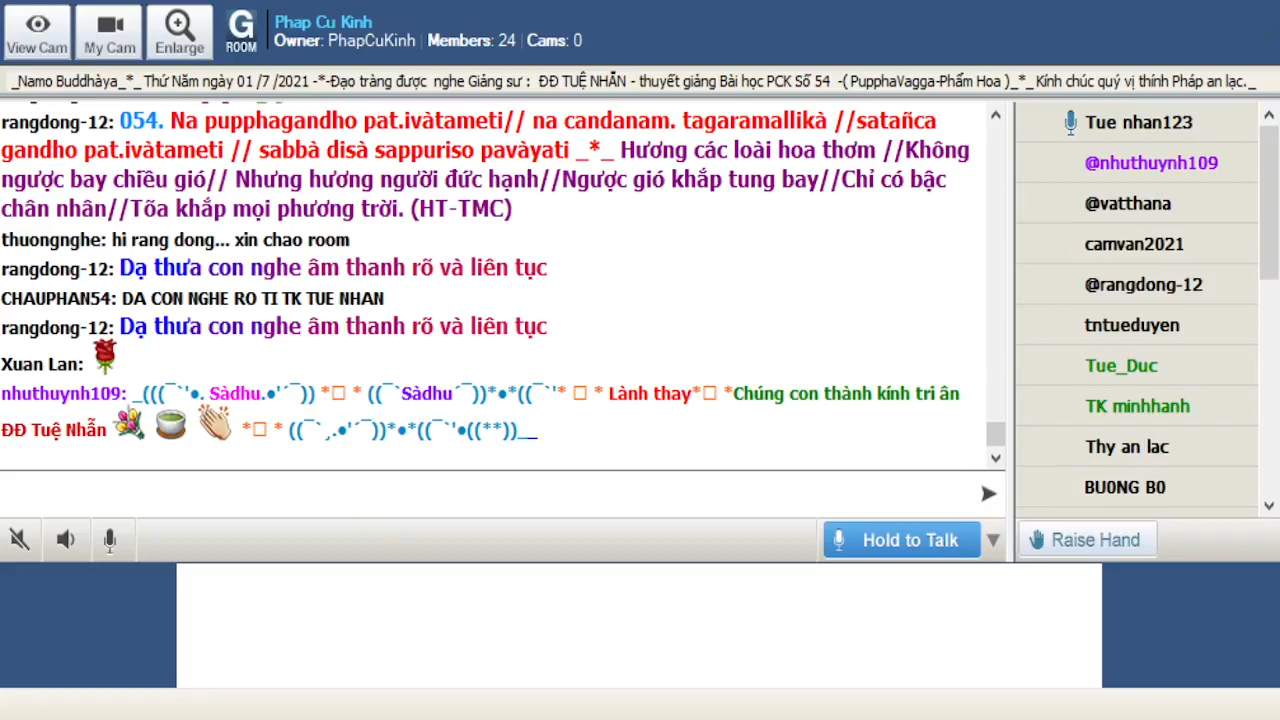 View Cam
My Cam
Enlarge
G
ROOM
Phap Cu Kinh
Owner: PhapCuKinh | Members: 24 | Cams: 0
_Namo Buddhàya_*_ Thứ Năm ngày 01 /7 /2021 -*-Đạo tràng được nghe Giảng sư : ĐĐ TUỆ NHẪN - thuyết giảng Bài học PCK Số 54 -( PupphaVagga-Phẩm Hoa )_*_ Kính chúc quý vị thính Pháp an lạc._
rangdong-12: 054. Na pupphagandho pat.ivàtameti// na candanam. tagaramallikà //satañca
gandho pat.ivàtameti // sabbà disà sappuriso pavàyati _*_ Hương các loài hoa thơm //Không
ngược bay chiều gió// Nhưng hương người đức hạnh//Ngược gió khắp tung bay//Chỉ có bậc
chân nhân//Tõa khắp mọi phương trời. (HT-TMC)
thuongnghe: hi rang dong... xin chao room
rangdong-12: Dạ thưa con nghe âm thanh rõ và liên tục
CHAUPHAN54: DA CON NGHE RO TI TK TUE NHAN
rangdong-12: Dạ thưa con nghe âm thanh rõ và liên tục
Xuan Lan:
nhuthuynh109: _(((¯`'•. Sàdhu.•'´¯)) *□ * ((¯`Sàdhu´¯))*•*((¯`'* □ * Lành thay*□ *Chúng con thành kính tri ân
ĐĐ Tuệ Nhẫn *□ * ((¯`¸.•'´¯))*•*((¯`'•((**))__
Hold to Talk
Tue nhan123
@nhuthuynh109
@vatthana
camvan2021
@rangdong-12
tntueduyen
Tue_Duc
TK minhhanh
Thy an lac
BU0NG B0
Raise Hand